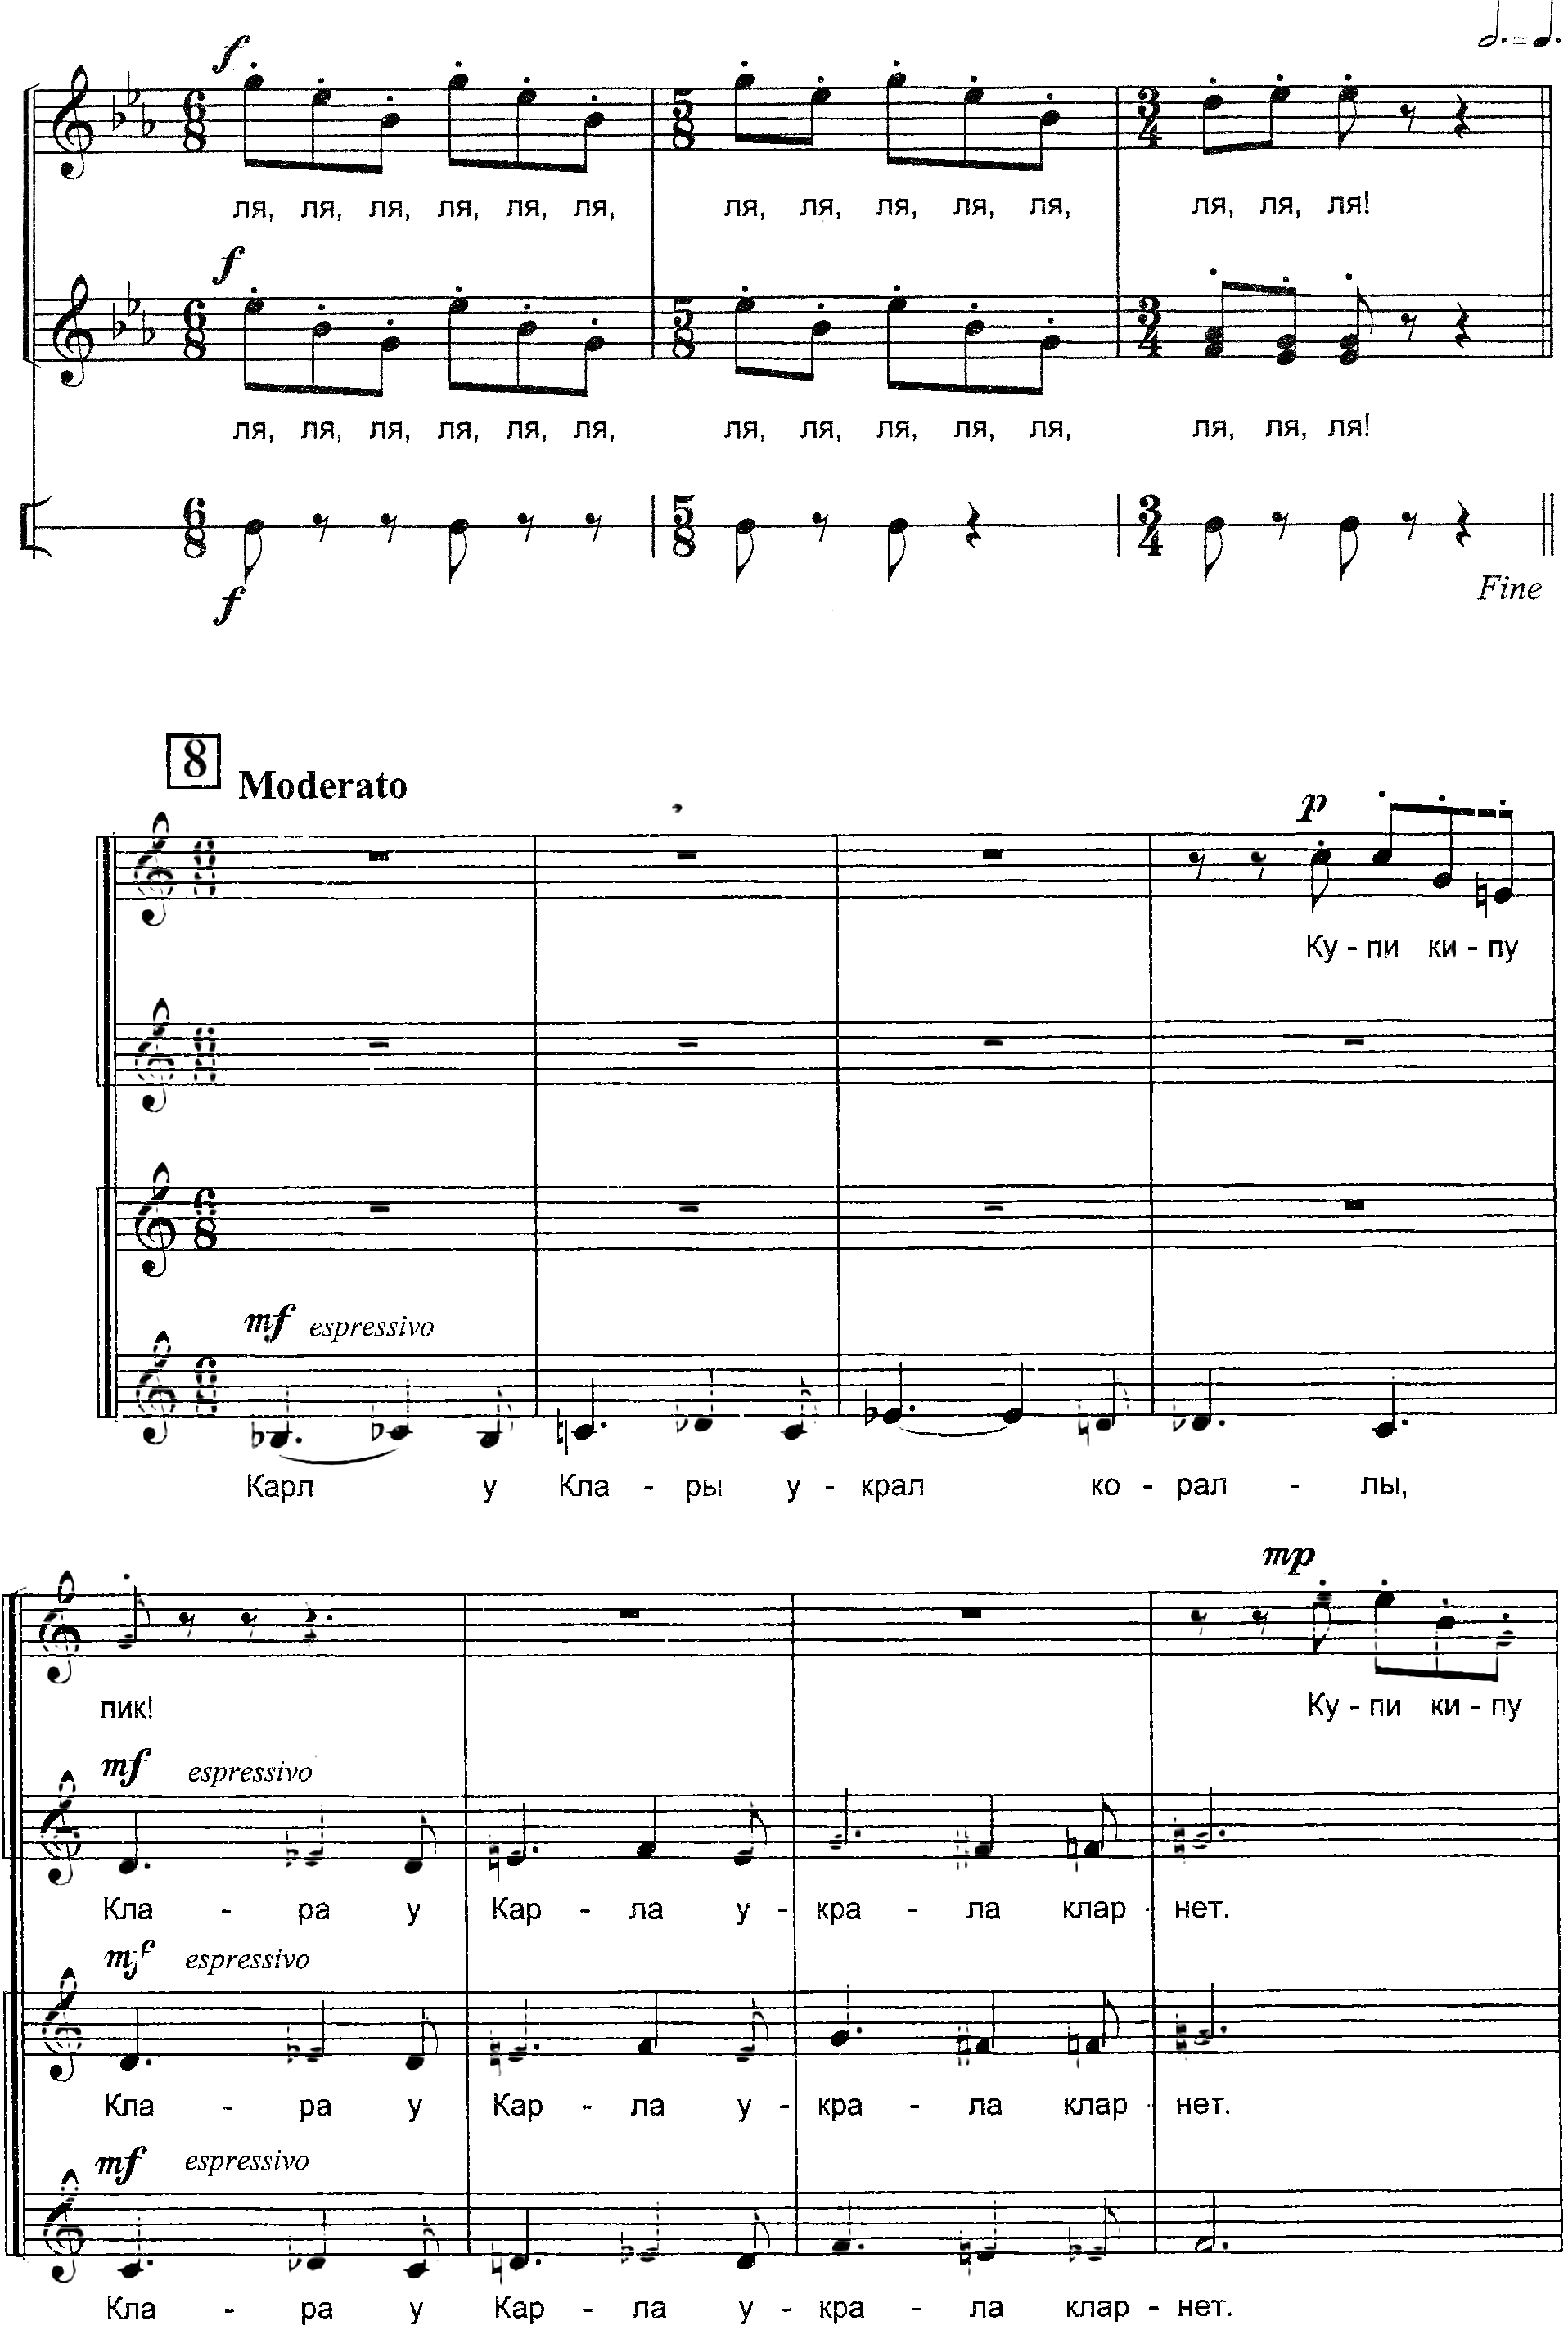 f
ля, ля, ля, ля, ля, ля, ля, ля, ля, ля, ля, ля, ля, ля!
f
ля, ля, ля, ля, ля, ля, ля, ля, ля, ля, ля, ля, ля, ля!
f
Fine
8 Moderato
p
Ку - пи ки - пу
mf espressivo
Карл у Кла - ры у - крал ко - рал - лы,
mp
пик! Ку - пи ки - пу
mf espressivo
Кла - ра у Кар - ла у - кра - ла клар - нет.
mf espressivo
Кла - ра у Кар - ла у - кра - ла клар - нет.
mf espressivo
Кла - ра у Кар - ла у - кра - ла клар - нет.